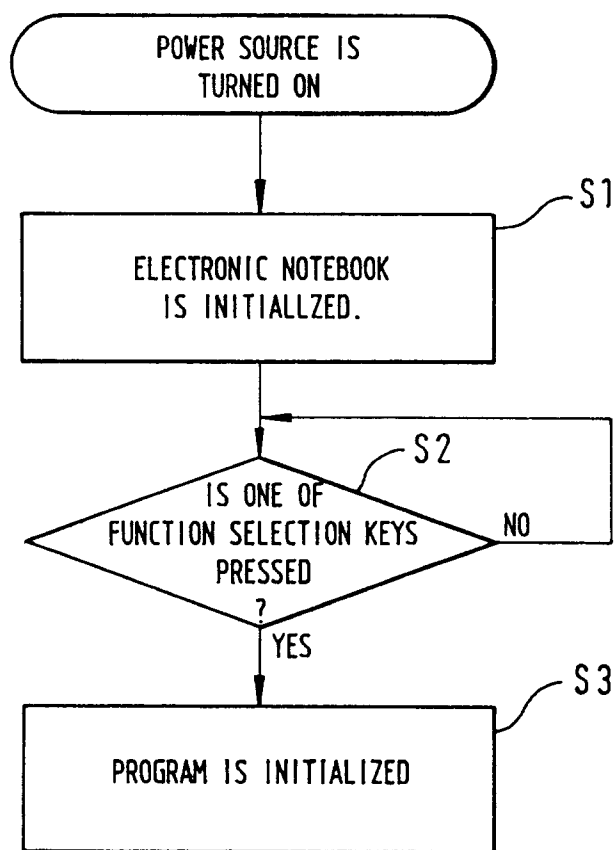 POWER SOURCE IS
TURNED ON
S1
ELECTRONIC NOTEBOOK
IS INITIALLZED.
S2
IS ONE OF
FUNCTION SELECTION KEYS
PRESSED
?
NO
YES
S3
PROGRAM IS INITIALIZED